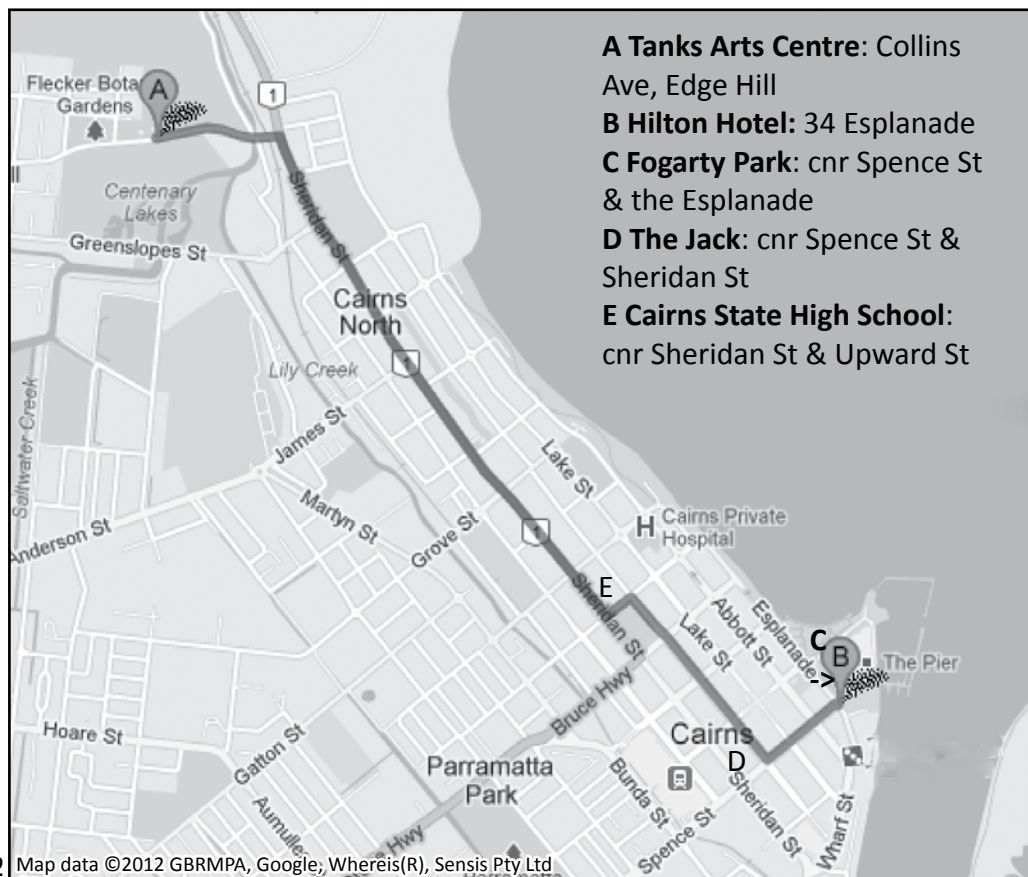 A Tanks Arts Centre: Collins
Ave, Edge Hill
B Hilton Hotel: 34 Esplanade
C Fogarty Park: cnr Spence St
& the Esplanade
D The Jack: cnr Spence St &
Sheridan St
E Cairns State High School:
cnr Sheridan St & Upward St
Flecker Bota
Gardens
A
1
ll
Centenary
Lakes
Greenslopes St
Sheridan St
Cairns
North
1
Lily Creek
James St
Saltwater Creek
Lake St
Martyn St
Anderson St
Grove St
1
H Cairns Private
Hospital
E
Sheridan St
Abbott St
Esplanade
Lake St
C
B
->
The Pier
Bruce Hwy
Hoare St
Cairns
D
Gatton St
Parramatta
Park
Bunda St
Sheridan St
Spence St
Wharf St
Aumulle
e Hwy
2 Map data ©2012 GBRMPA, Google, Whereis(R), Sensis Pty Ltd